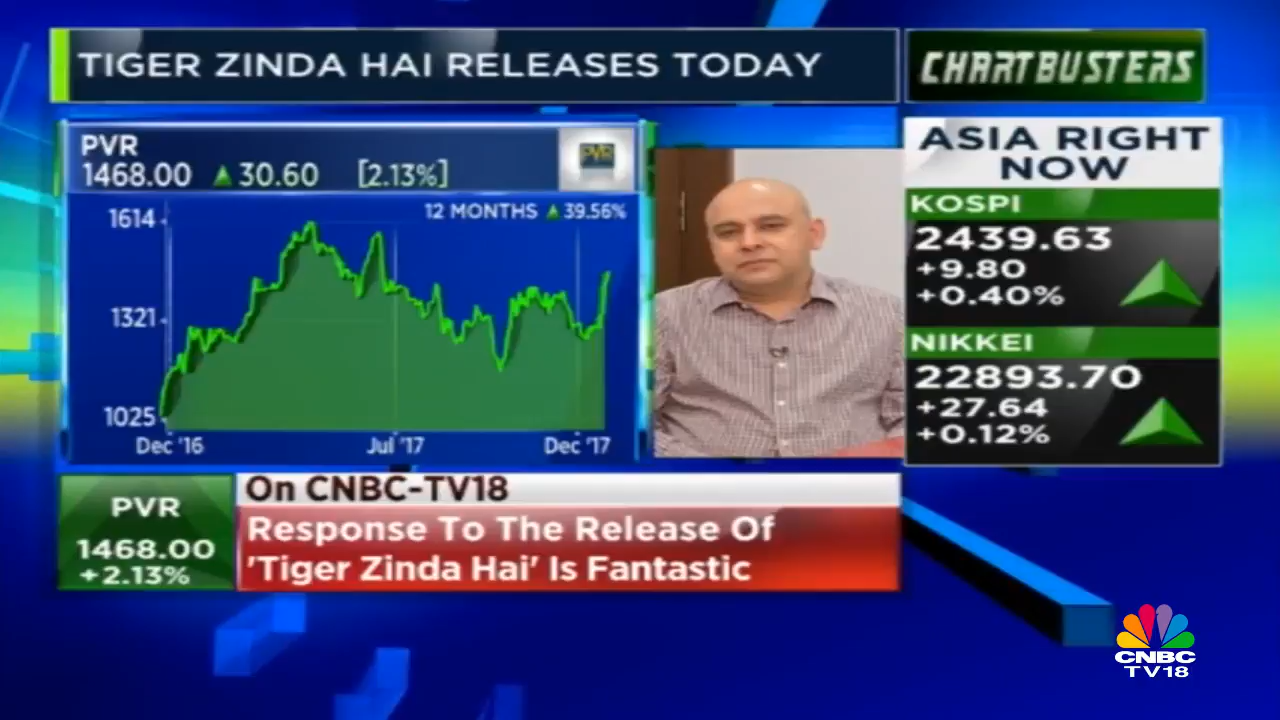 TIGER ZINDA HAI RELEASES TODAY
CHARTBUSTERS
PVR
1468.00 ▲ 30.60 [2.13%]
PVR
12 MONTHS ▲ 39.56%
1614
1321
1025
Dec '16 Jul '17 Dec '17
ASIA RIGHT
NOW
KOSPI
2439.63
+9.80
+0.40%
NIKKEI
22893.70
+27.64
+0.12%
PVR
1468.00
+2.13%
On CNBC-TV18
Response To The Release Of
'Tiger Zinda Hai' Is Fantastic
CNBC
TV18